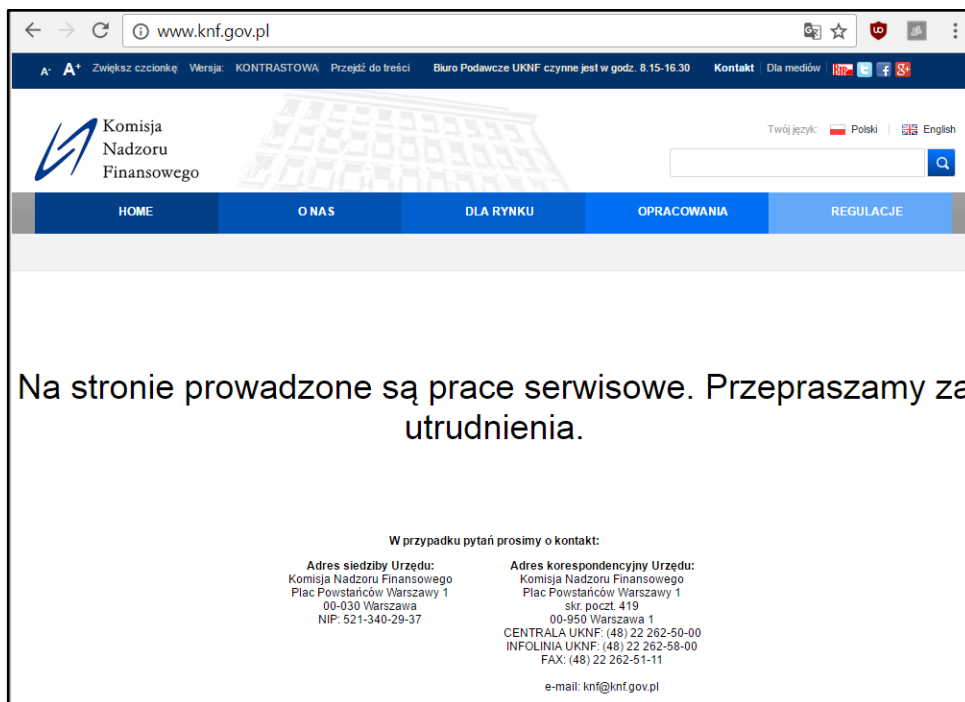 www.knf.gov.pl
A- A+ Zwiększ czcionkę Wersja: KONTRASTOWA Przejdź do treści Biuro Podawcze UKNF czynne jest w godz. 8.15-16.30 Kontakt Dla mediów BIP
Komisja
Nadzoru
Finansowego
Twój język: Polski English
HOME O NAS DLA RYNKU OPRACOWANIA REGULACJE
Na stronie prowadzone są prace serwisowe. Przepraszamy za
utrudnienia.
W przypadku pytań prosimy o kontakt:
Adres siedziby Urzędu:
Komisja Nadzoru Finansowego
Plac Powstańców Warszawy 1
00-030 Warszawa
NIP: 521-340-29-37
Adres korespondencyjny Urzędu:
Komisja Nadzoru Finansowego
Plac Powstańców Warszawy 1
skr. poczt. 419
00-950 Warszawa 1
CENTRALA UKNF: (48) 22 262-50-00
INFOLINIA UKNF: (48) 22 262-58-00
FAX: (48) 22 262-51-11
e-mail: knf@knf.gov.pl